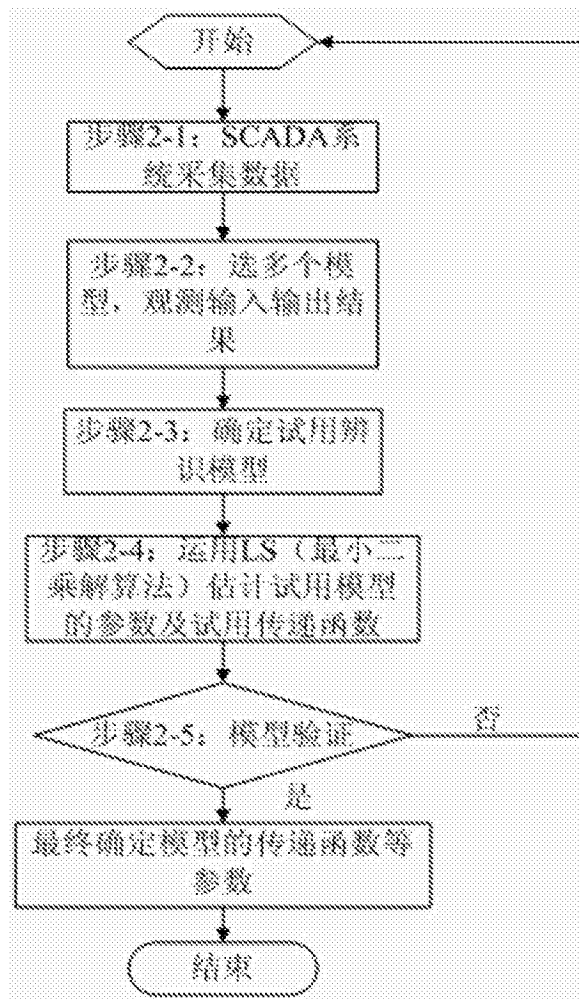 开始
步骤2-1：SCADA系
统采集数据
步骤2-2：选多个模
型，观测输入输出结
果
步骤2-3：确定试用辨
识模型
步骤2-4：运用LS（最小二
乘解算法）估计试用模型
的参数及试用传递函数
步骤2-5：模型验证
否
是
最终确定模型的传递函数等
参数
结束